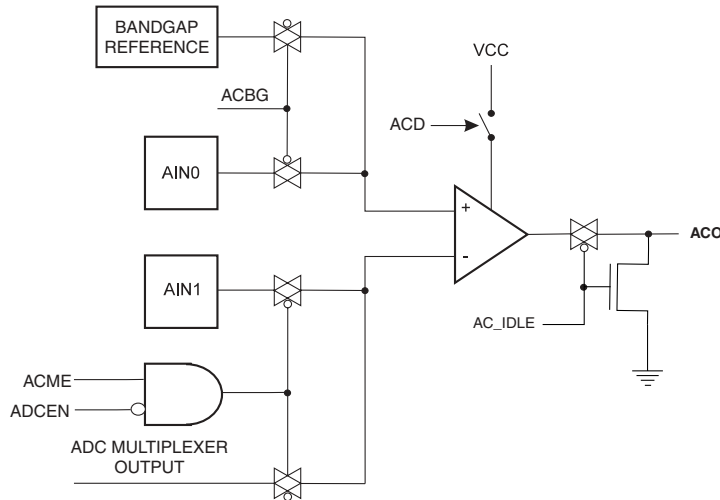 BANDGAP
REFERENCE
VCC
ACBG
ACD
AIN0
+
ACO
-
AIN1
AC_IDLE
ACME
ADCEN
ADC MULTIPLEXER
OUTPUT